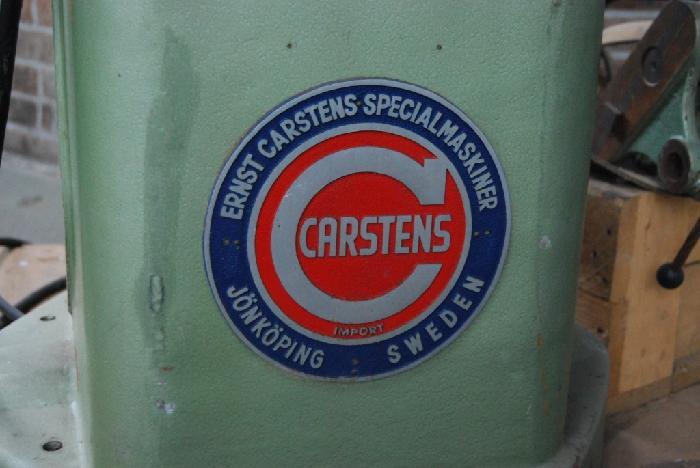 ERNST CARSTENS SPECIALMASKINER
CARSTENS
IMPORT
JÖNKÖPING SWEDEN